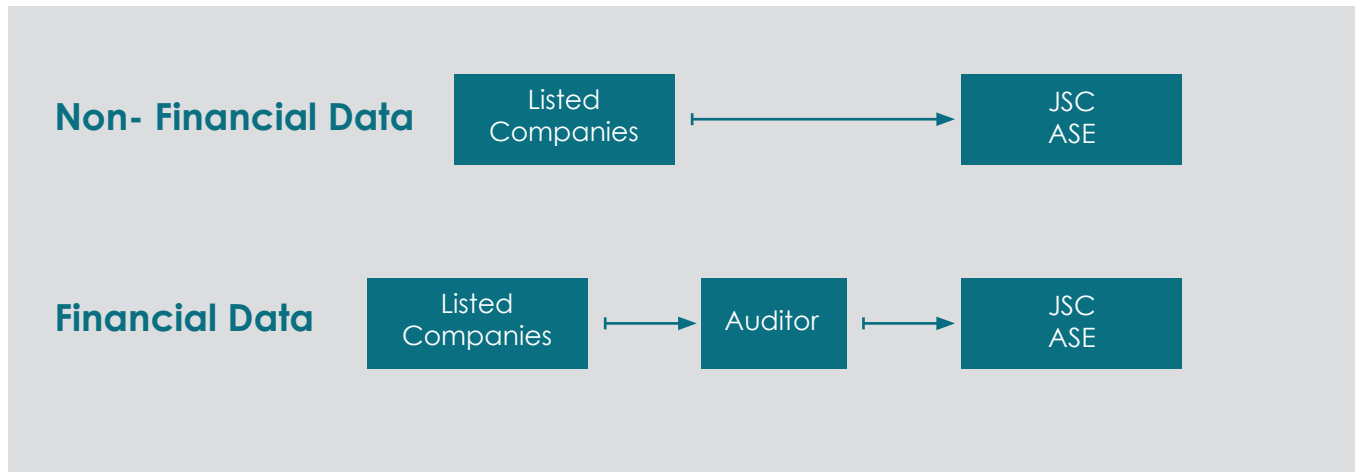 Non- Financial Data
Listed
Companies
JSC
ASE
Financial Data
Listed
Companies
Auditor
JSC
ASE